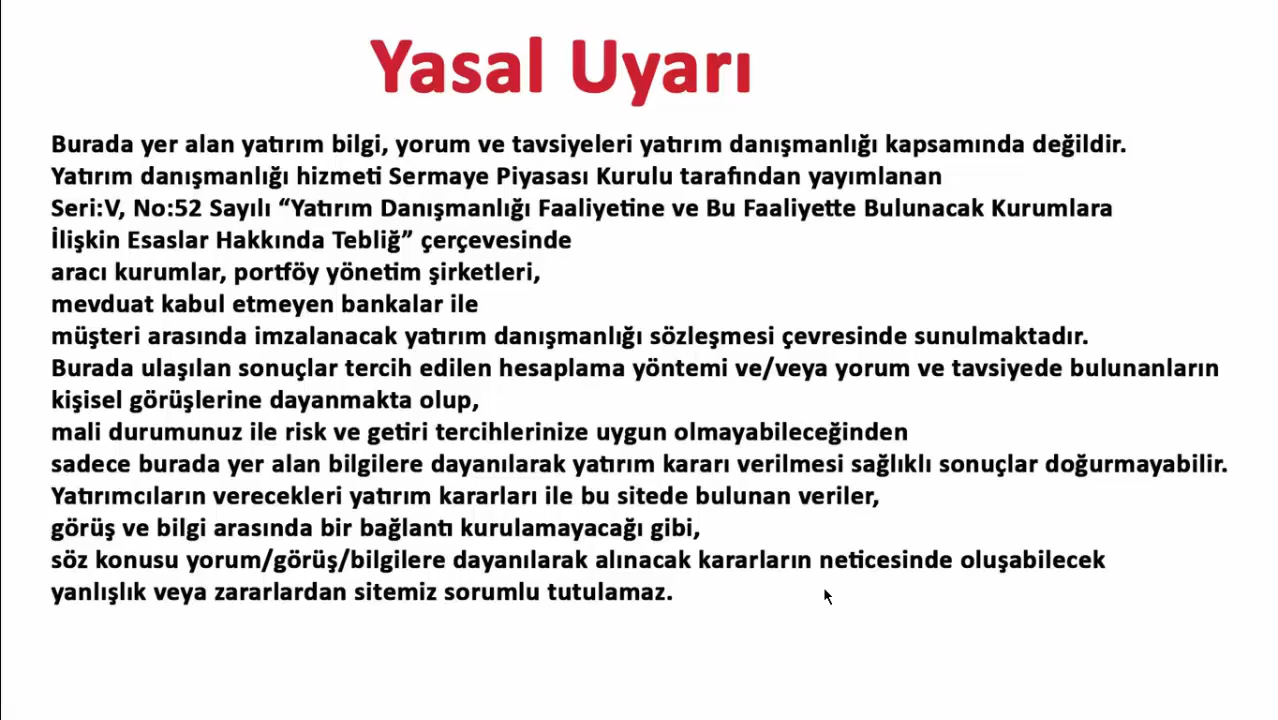 Yasal Uyarı
Burada yer alan yatırım bilgi, yorum ve tavsiyeleri yatırım danışmanlığı kapsamında değildir.
Yatırım danışmanlığı hizmeti Sermaye Piyasası Kurulu tarafından yayımlanan
Seri:V, No:52 Sayılı “Yatırım Danışmanlığı Faaliyetine ve Bu Faaliyette Bulunacak Kurumlara
İlişkin Esaslar Hakkında Tebliğ” çerçevesinde
aracı kurumlar, portföy yönetim şirketleri,
mevduat kabul etmeyen bankalar ile
müşteri arasında imzalanacak yatırım danışmanlığı sözleşmesi çevresinde sunulmaktadır.
Burada ulaşılan sonuçlar tercih edilen hesaplama yöntemi ve/veya yorum ve tavsiyede bulunanların
kişisel görüşlerine dayanmakta olup,
mali durumunuz ile risk ve getiri tercihlerinize uygun olmayabileceğinden
sadece burada yer alan bilgilere dayanılarak yatırım kararı verilmesi sağlıklı sonuçlar doğurmayabilir.
Yatırımcıların verecekleri yatırım kararları ile bu sitede bulunan veriler,
görüş ve bilgi arasında bir bağlantı kurulamayacağı gibi,
söz konusu yorum/görüş/bilgilere dayanılarak alınacak kararların neticesinde oluşabilecek
yanlışlık veya zararlardan sitemiz sorumlu tutulamaz.